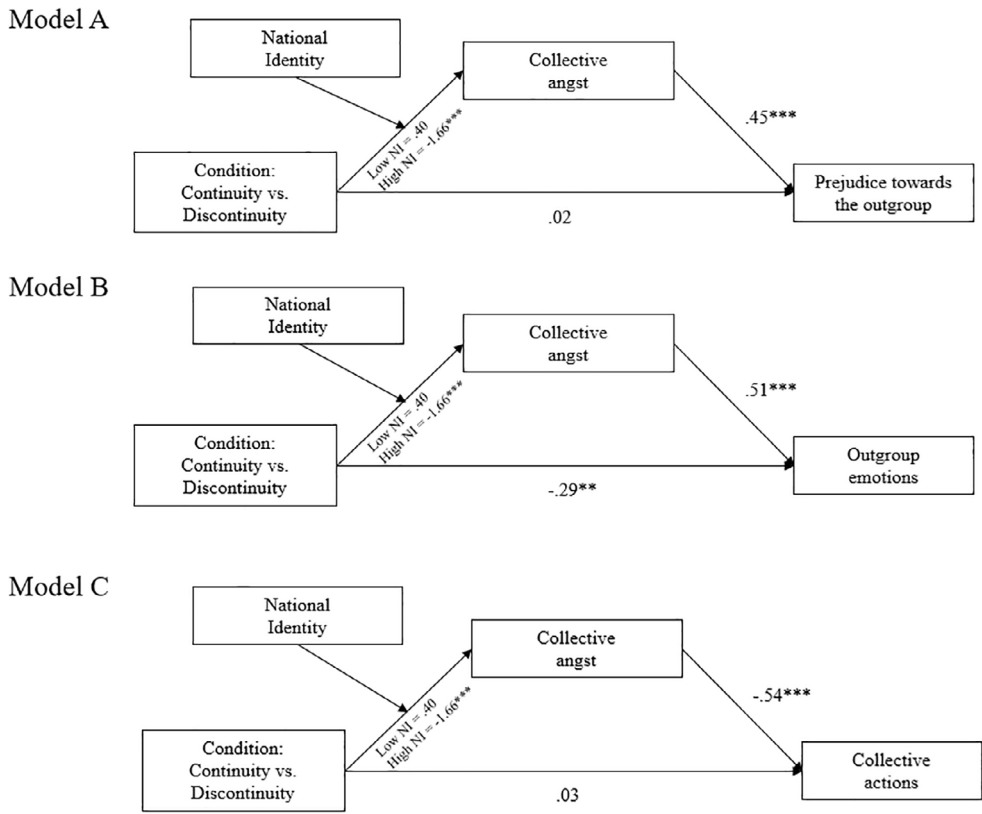 Model A
National
Identity
Collective
angst
Low NI = .40
High NI = -1.66***
.45***
Condition:
Continuity vs.
Discontinuity
Prejudice towards
the outgroup
.02
Model B
National
Identity
Collective
angst
Low NI = .40
High NI = -1.66***
.51***
Condition:
Continuity vs.
Discontinuity
Outgroup
emotions
-.29**
Model C
National
Identity
Collective
angst
Low NI = .40
High NI = -1.66***
-.54***
Condition:
Continuity vs.
Discontinuity
Collective
actions
.03